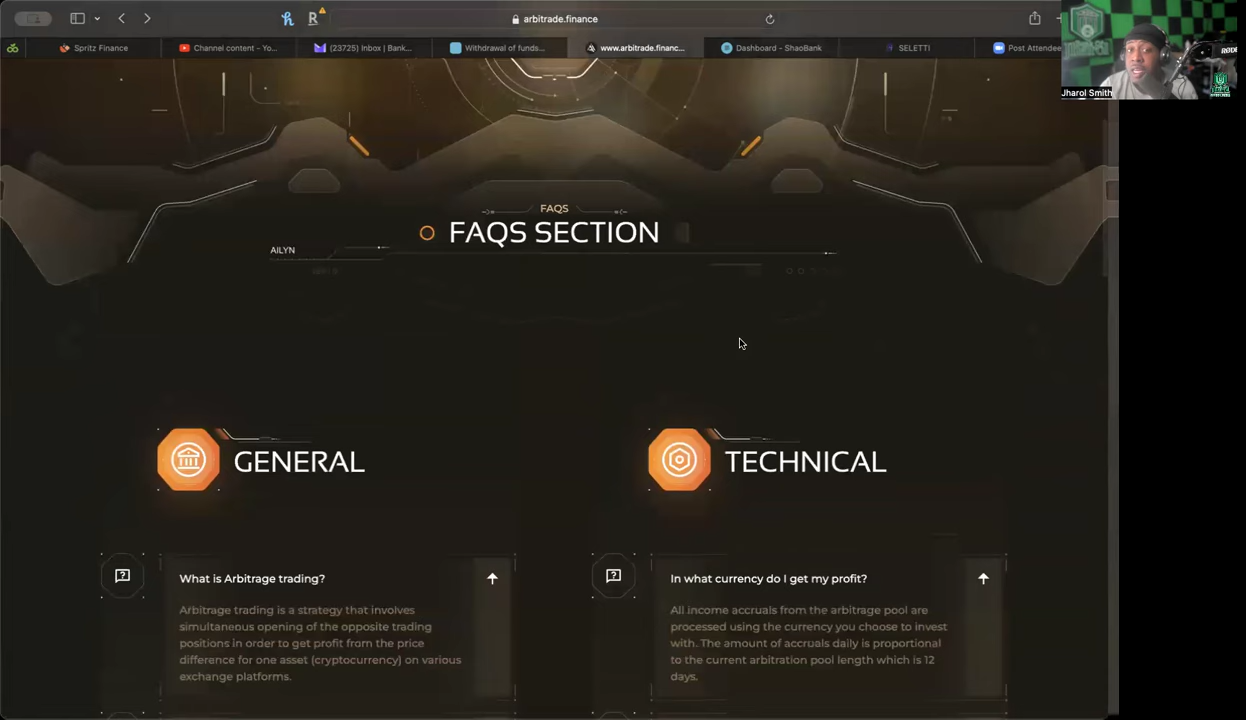 arbitrade.finance
Spritz Finance
Channel content - Yo...
(23725) Inbox | Bank...
Withdrawal of funds...
www.arbitrade.financ...
Dashboard - ShaoBank
SELETTI
Post Attendee
RØDE
Jharol Smith
FAQS
FAQS SECTION
AILYN
GENERAL
TECHNICAL
What is Arbitrage trading?
Arbitrage trading is a strategy that involves
simultaneous opening of the opposite trading
positions in order to get profit from the price
difference for one asset (cryptocurrency) on various
exchange platforms.
In what currency do I get my profit?
All income accruals from the arbitrage pool are
processed using the currency you choose to invest
with. The amount of accruals daily is proportional
to the current arbitration pool length which is 12
days.